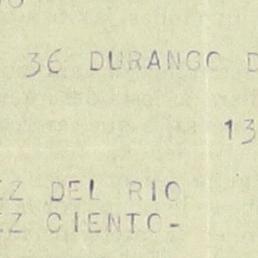 36 DURANGO D
13
EZ DEL RIO
EZ CIENTO-